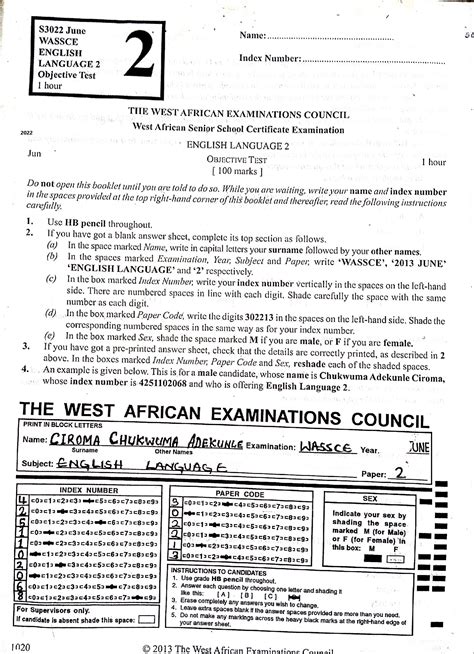 S3022 June
WASSCE
ENGLISH
LANGUAGE 2
Objective Test
1 hour
2
Name:
Index Number:
THE WEST AFRICAN EXAMINATIONS COUNCIL
West African Senior School Certificate Examination
2022
Jun
ENGLISH LANGUAGE 2
OBJECTIVE TEST
[ 100 marks ]
1 hour
Do not open this booklet until you are told to do so. While you are waiting, write your name and index number
in the spaces provided at the top right-hand corner of this booklet and thereafter, read the following instructions
carefully.
1. Use HB pencil throughout.
2. If you have got a blank answer sheet, complete its top section as follows.
(a) In the space marked Name, write in capital letters your surname followed by your other names.
(b) In the spaces marked Examination, Year, Subject and Paper, write ‘WASSCE’, ‘2013 JUNE’
‘ENGLISH LANGUAGE’ and ‘2’ respectively.
(c) In the box marked Index Number, write your index number vertically in the spaces on the left-hand
side. There are numbered spaces in line with each digit. Shade carefully the space with the same
number as each digit.
(d) In the box marked Paper Code, write the digits 302213 in the spaces on the left-hand side. Shade the
corresponding numbered spaces in the same way as for your index number.
(e) In the box marked Sex, shade the space marked M if you are male, or F if you are female.
3. If you have got a pre-printed answer sheet, check that the details are correctly printed, as described in 2
above. In the boxes marked Index Number, Paper Code and Sex, reshade each of the shaded spaces.
4. An example is given below. This is for a male candidate, whose name is Chukwuma Adekunle Ciroma,
whose index number is 4251102068 and who is offering English Language 2.
THE WEST AFRICAN EXAMINATIONS COUNCIL
PRINT IN BLOCK LETTERS
Name: CIROMA CHUKWUMA ADEKUNLE Examination: WASSCE Year. JUNE
Surname Other Names
Subject: ENGLISH LANGUAGE Paper: 2
INDEX NUMBER
4
2
5
1
1
0
2
0
6
8
PAPER CODE
3
0
2
2
1
3
SEX
Indicate your sex by
shading the space
marked M (for Male)
or F (for Female) in
this box: M F
INSTRUCTIONS TO CANDIDATES
1. Use grade HB pencil throughout.
2. Answer each question by choosing one letter and shading it
like this: [A] [B] [C]
3. Erase completely any answers you wish to change.
4. Leave extra spaces blank if the answer spaces provided are more than you need.
5. Do not make any markings across the heavy black marks at the right-hand edge of
your answer sheet.
For Supervisors only.
If candidate is absent shade this space:
1020
© 2013 The West African Examinations Council